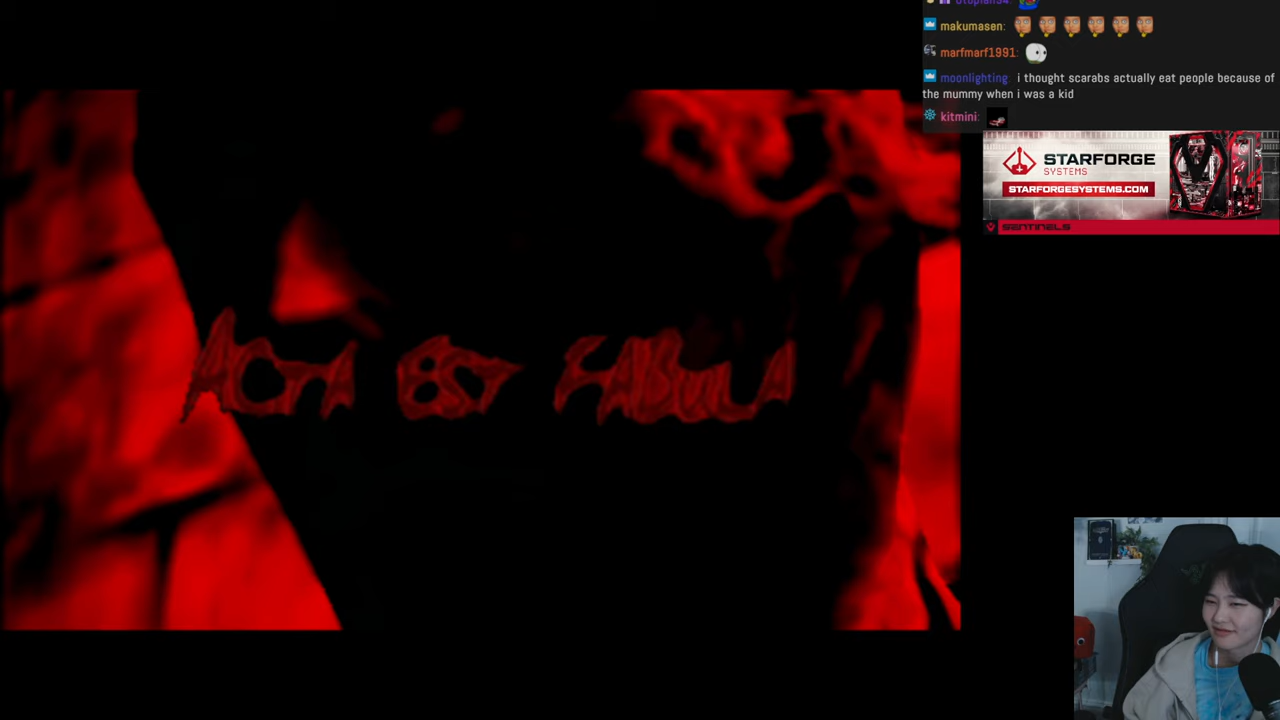 makumasen:
marfmarf1991:
moonlighting: i thought scarabs actually eat people because of
the mummy when i was a kid
kitmini:
STARFORGE
SYSTEMS
STARFORGESYSTEMS.COM
SENTINELS
ACTA EST FABULA